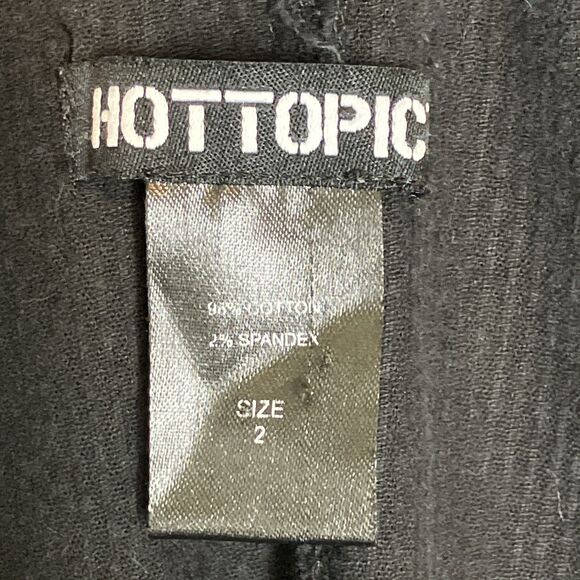 HOTTOPIC
98% COTTON
2% SPANDEX
SIZE
2